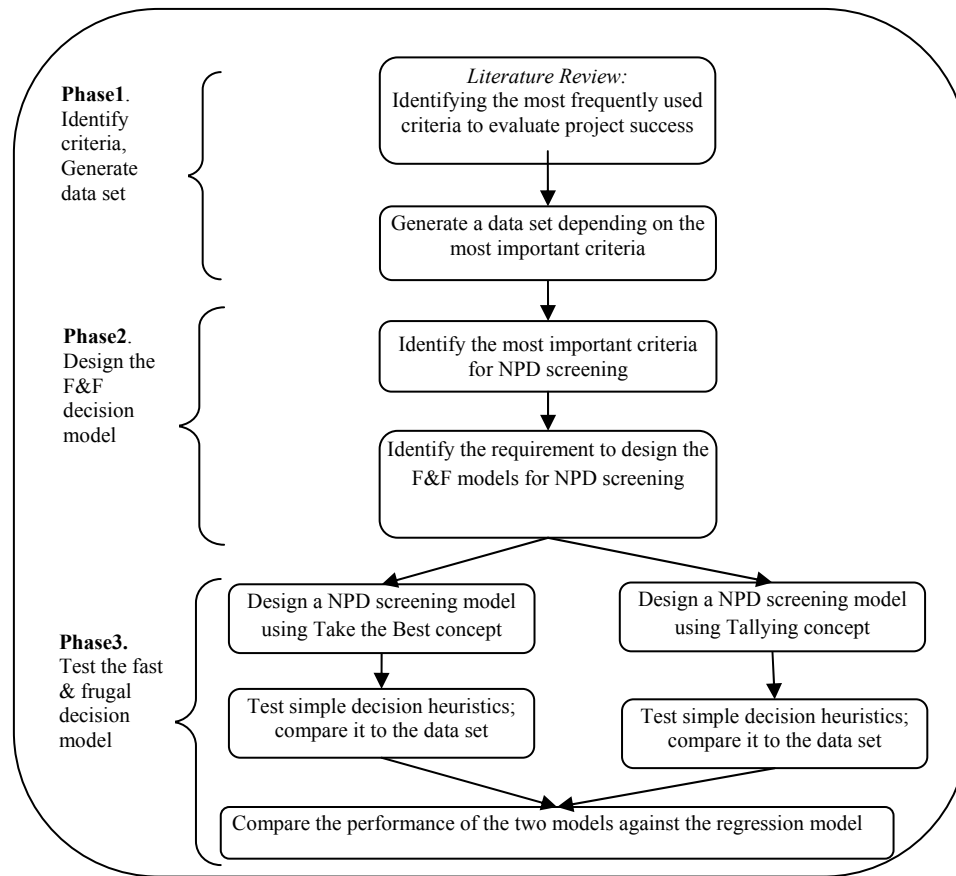 Phase1.
Identify
criteria,
Generate
data set
Literature Review:
Identifying the most frequently used
criteria to evaluate project success
Generate a data set depending on the
most important criteria
Phase2.
Design the
F&F
decision
model
Identify the most important criteria
for NPD screening
Identify the requirement to design the
F&F models for NPD screening
Phase3.
Test the fast
& frugal
decision
model
Design a NPD screening model
using Take the Best concept
Design a NPD screening model
using Tallying concept
Test simple decision heuristics;
compare it to the data set
Test simple decision heuristics;
compare it to the data set
Compare the performance of the two models against the regression model